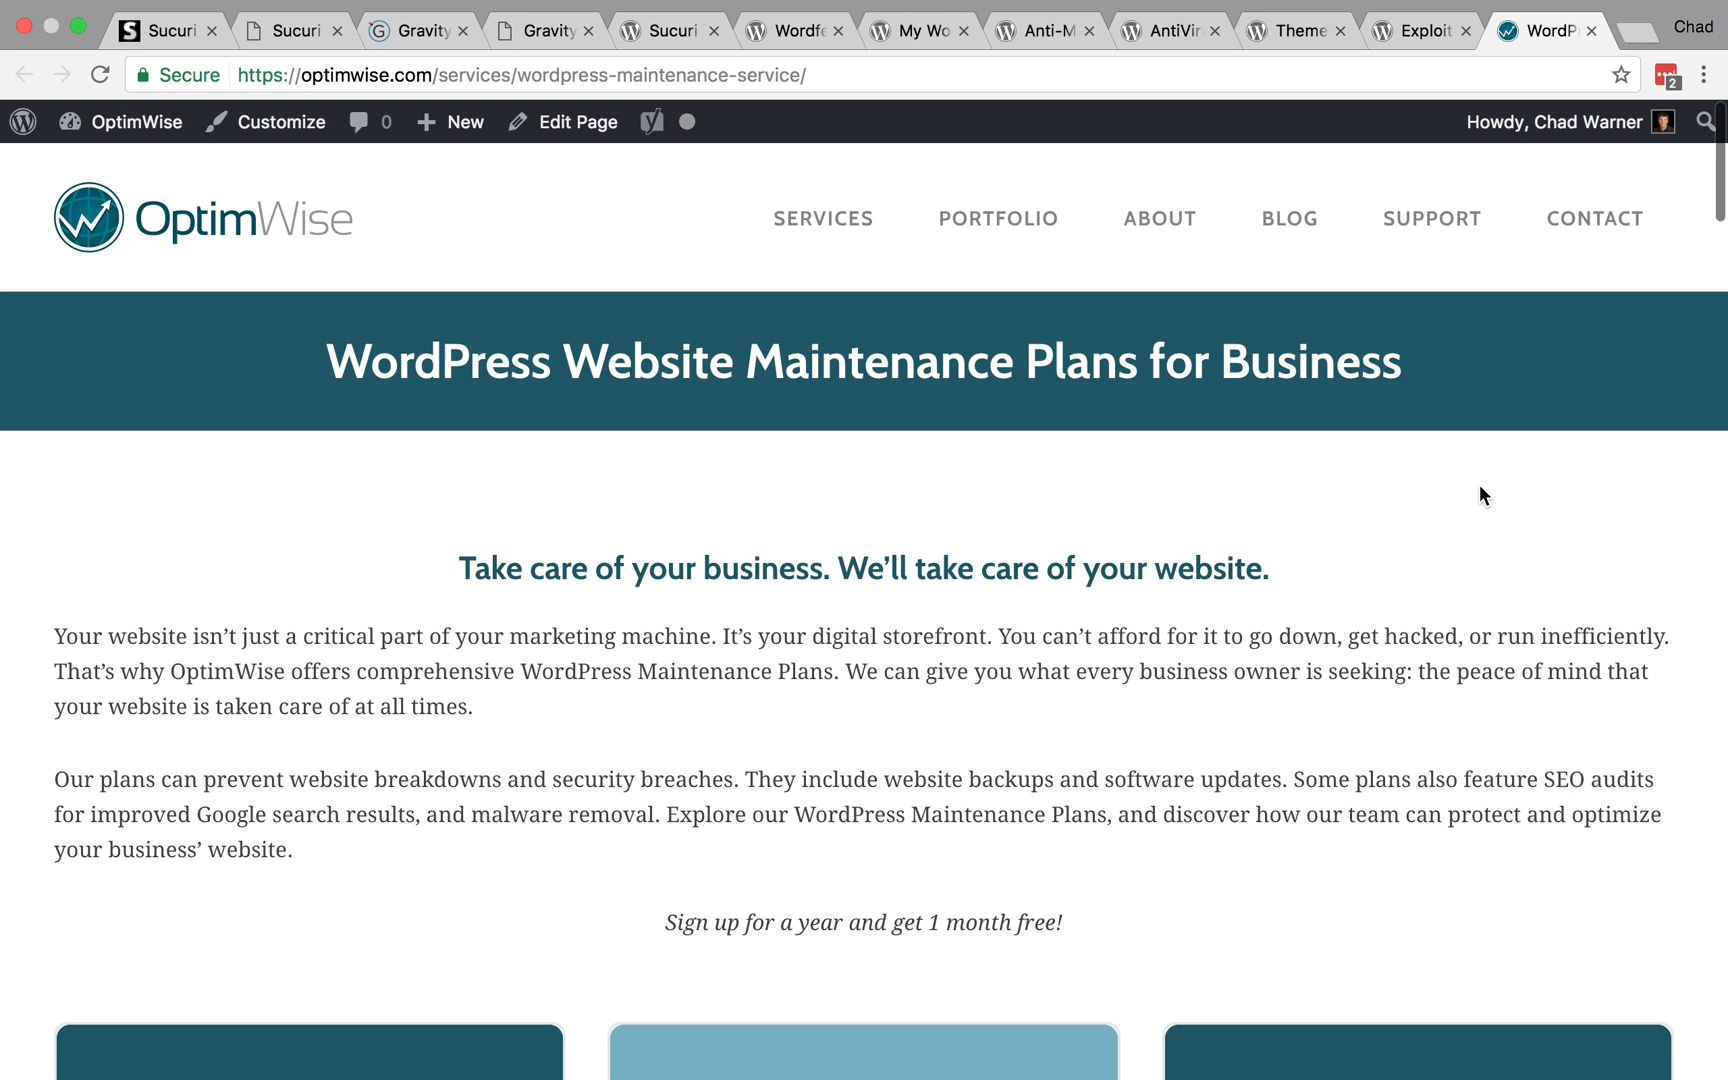 Sucuri
Sucuri
Gravity
Gravity
Sucuri
Wordfe
My Wo
Anti-M
AntiVir
Theme
Exploit
WordP
Chad
Secure
https://optimwise.com/services/wordpress-maintenance-service/
2
OptimWise
Customize
0
New
Edit Page
Howdy, Chad Warner
OptimWise
SERVICES
PORTFOLIO
ABOUT
BLOG
SUPPORT
CONTACT
WordPress Website Maintenance Plans for Business
Take care of your business. We’ll take care of your website.
Your website isn’t just a critical part of your marketing machine. It’s your digital storefront. You can’t afford for it to go down, get hacked, or run inefficiently.
That’s why OptimWise offers comprehensive WordPress Maintenance Plans. We can give you what every business owner is seeking: the peace of mind that
your website is taken care of at all times.
Our plans can prevent website breakdowns and security breaches. They include website backups and software updates. Some plans also feature SEO audits
for improved Google search results, and malware removal. Explore our WordPress Maintenance Plans, and discover how our team can protect and optimize
your business’ website.
Sign up for a year and get 1 month free!